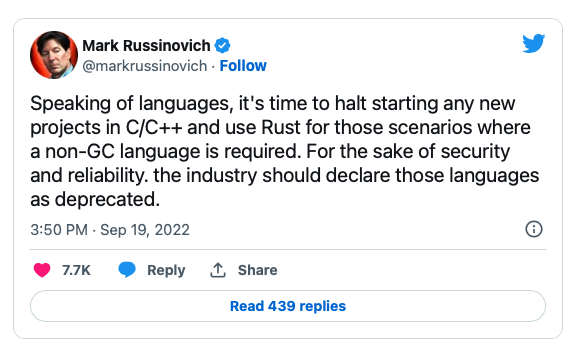 Mark Russinovich
@markrussinovich · Follow
Speaking of languages, it's time to halt starting any new
projects in C/C++ and use Rust for those scenarios where
a non-GC language is required. For the sake of security
and reliability. the industry should declare those languages
as deprecated.
3:50 PM · Sep 19, 2022
7.7K Reply Share
Read 439 replies